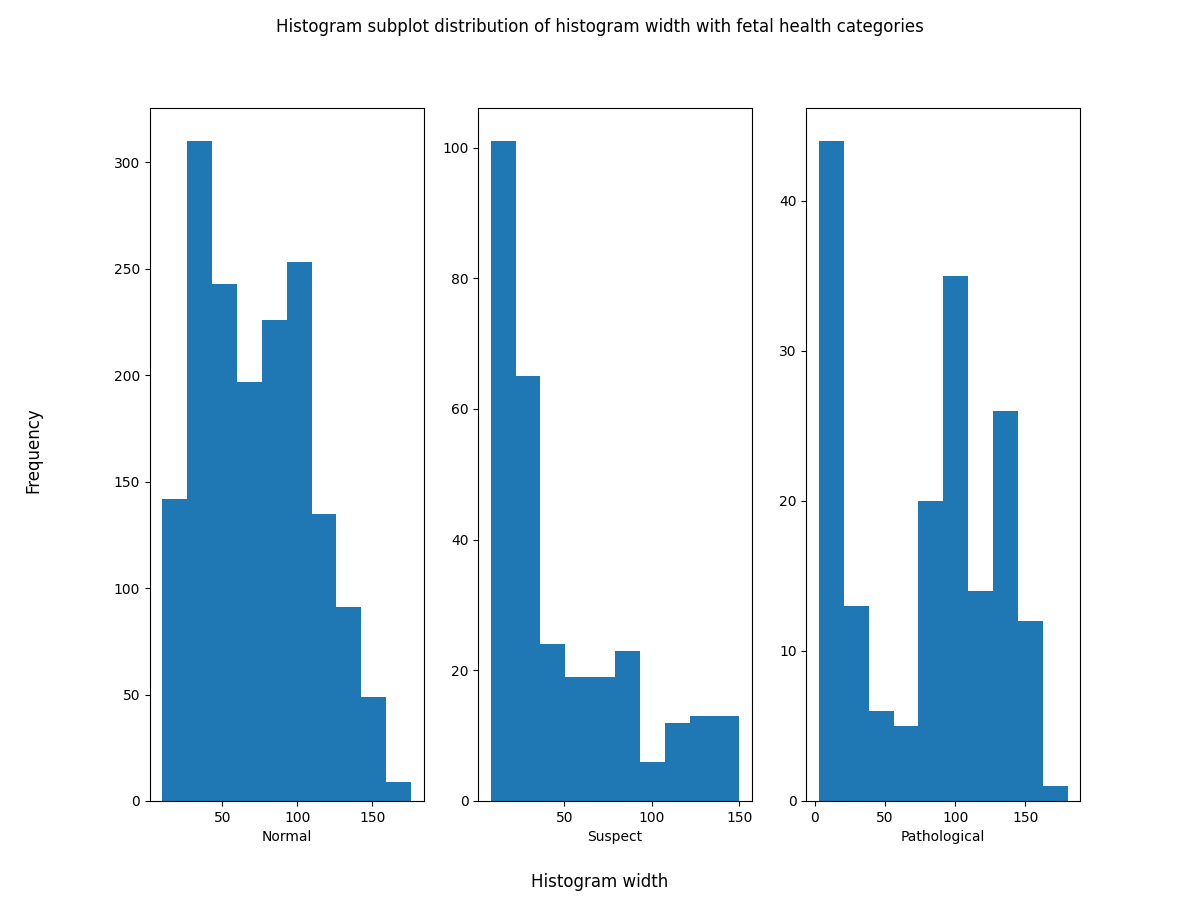 Histogram subplot distribution of histogram width with fetal health categories
Frequency
300
250
200
150
100
50
0
50 100 150
Normal
100
80
60
40
20
0
50 100 150
Suspect
40
30
20
10
0
0 50 100 150
Pathological
Histogram width